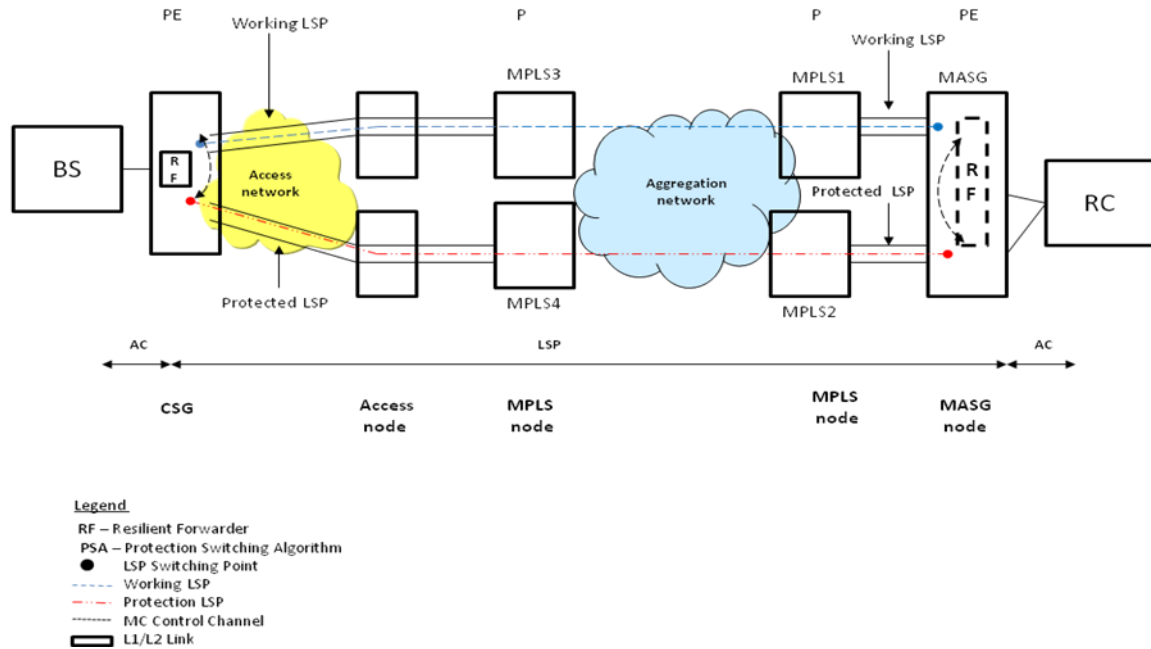 PE
P
P
PE
Working LSP
Working LSP
MPLS3
MPLS1
MASG
BS
R
F
Access
network
Aggregation
network
Protected LSP
R
F
RC
Protected LSP
MPLS4
MPLS2
AC
LSP
AC
CSG
Access
node
MPLS
node
MPLS
node
MASG
node
Legend
RF – Resilient Forwarder
PSA – Protection Switching Algorithm
LSP Switching Point
Working LSP
Protection LSP
MC Control Channel
L1/L2 Link